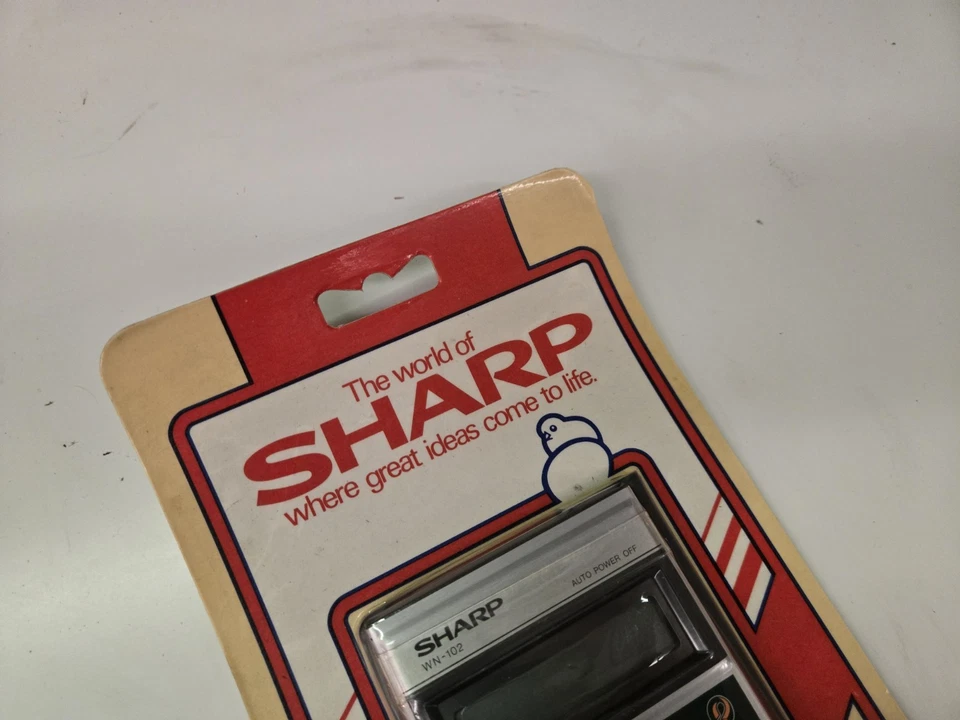 The world of
SHARP
where great ideas come to life.
AUTO POWER OFF
SHARP
WN-102